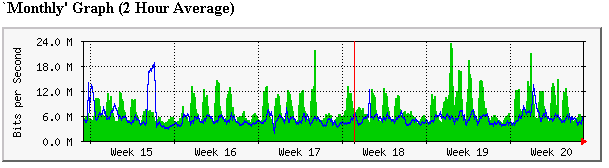 `Monthly' Graph (2 Hour Average)
Bits per Second
24.0 M
18.0 M
12.0 M
6.0 M
0.0 M
Week 15 Week 16 Week 17 Week 18 Week 19 Week 20